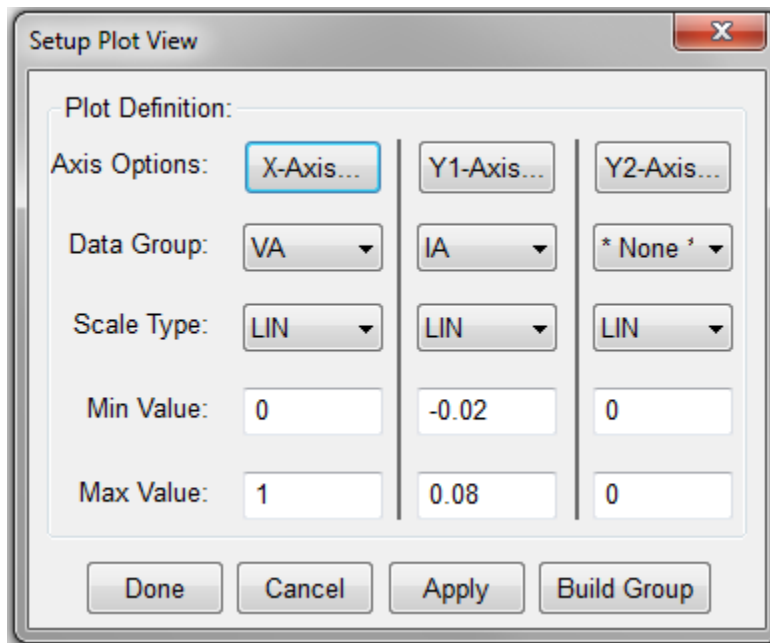 Setup Plot View
Plot Definition:
Axis Options: X-Axis... Y1-Axis... Y2-Axis...
Data Group: VA IA * None *
Scale Type: LIN LIN LIN
Min Value: 0 -0.02 0
Max Value: 1 0.08 0
Done Cancel Apply Build Group